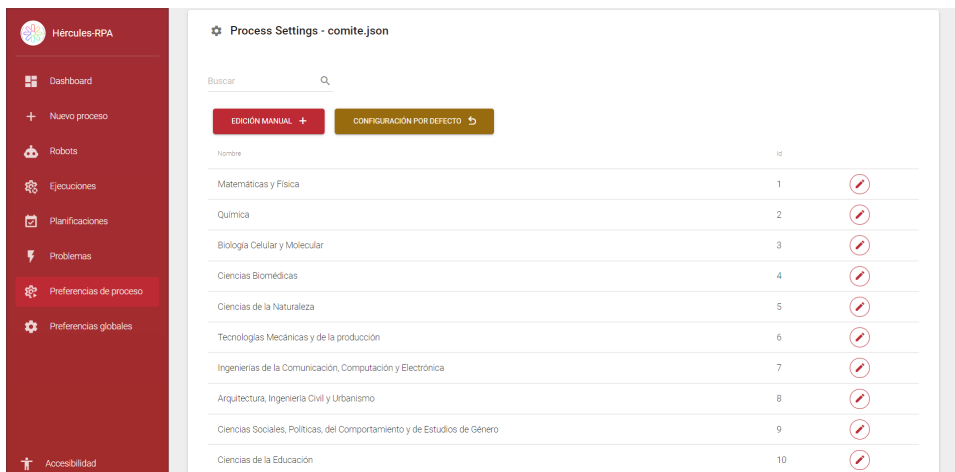 Hércules-RPA
Dashboard
Nuevo proceso
Robots
Ejecuciones
Planificaciones
Problemas
Preferencias de proceso
Preferencias globales
Accesibilidad
Process Settings - comite.json
Buscar
EDICIÓN MANUAL +
CONFIGURACIÓN POR DEFECTO
Nombre Id
Matemáticas y Física 1
Química 2
Biología Celular y Molecular 3
Ciencias Biomédicas 4
Ciencias de la Naturaleza 5
Tecnologías Mecánicas y de la producción 6
Ingenierías de la Comunicación, Computación y Electrónica 7
Arquitectura, Ingeniería Civil y Urbanismo 8
Ciencias Sociales, Políticas, del Comportamiento y de Estudios de Género 9
Ciencias de la Educación 10